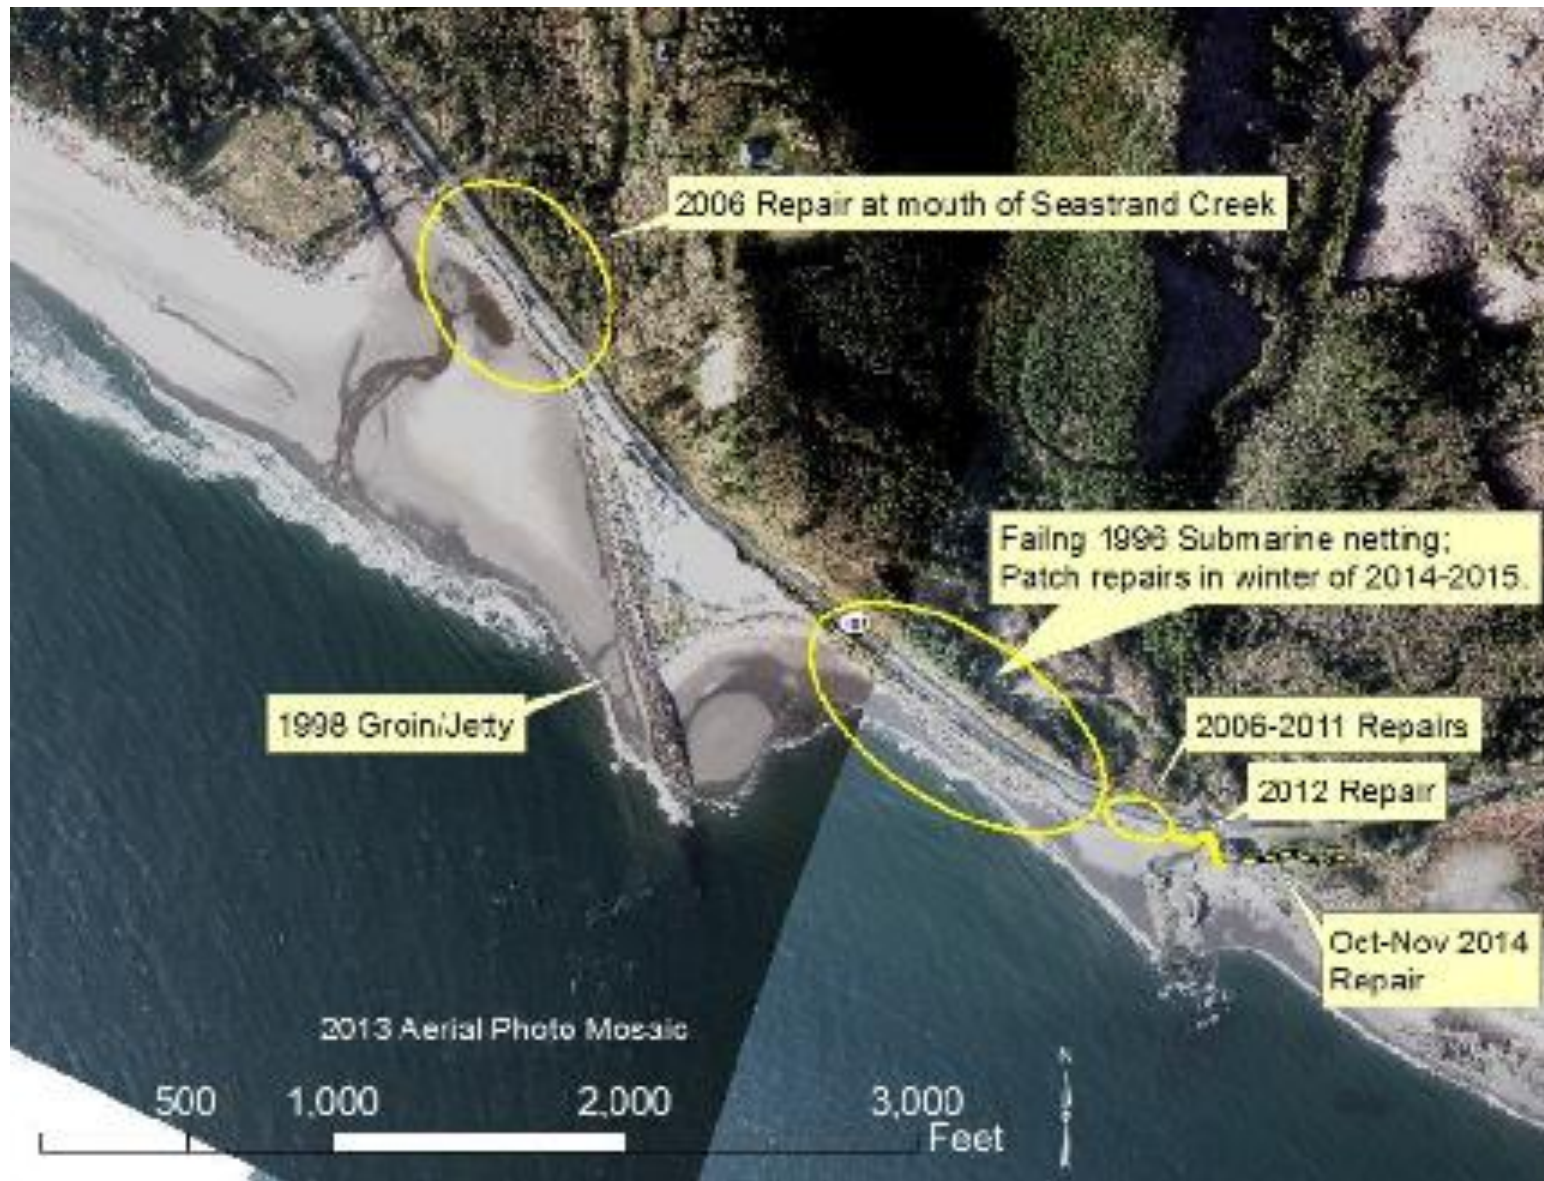 2006 Repair at mouth of Seastrand Creek
Failng 1996 Submarine netting;
Patch repairs in winter of 2014-2015.
1998 Groin/Jetty
2006-2011 Repairs
2012 Repair
Oct-Nov 2014
Repair
2013 Aerial Photo Mosaic
500 1,000 2,000 3,000
Feet
N